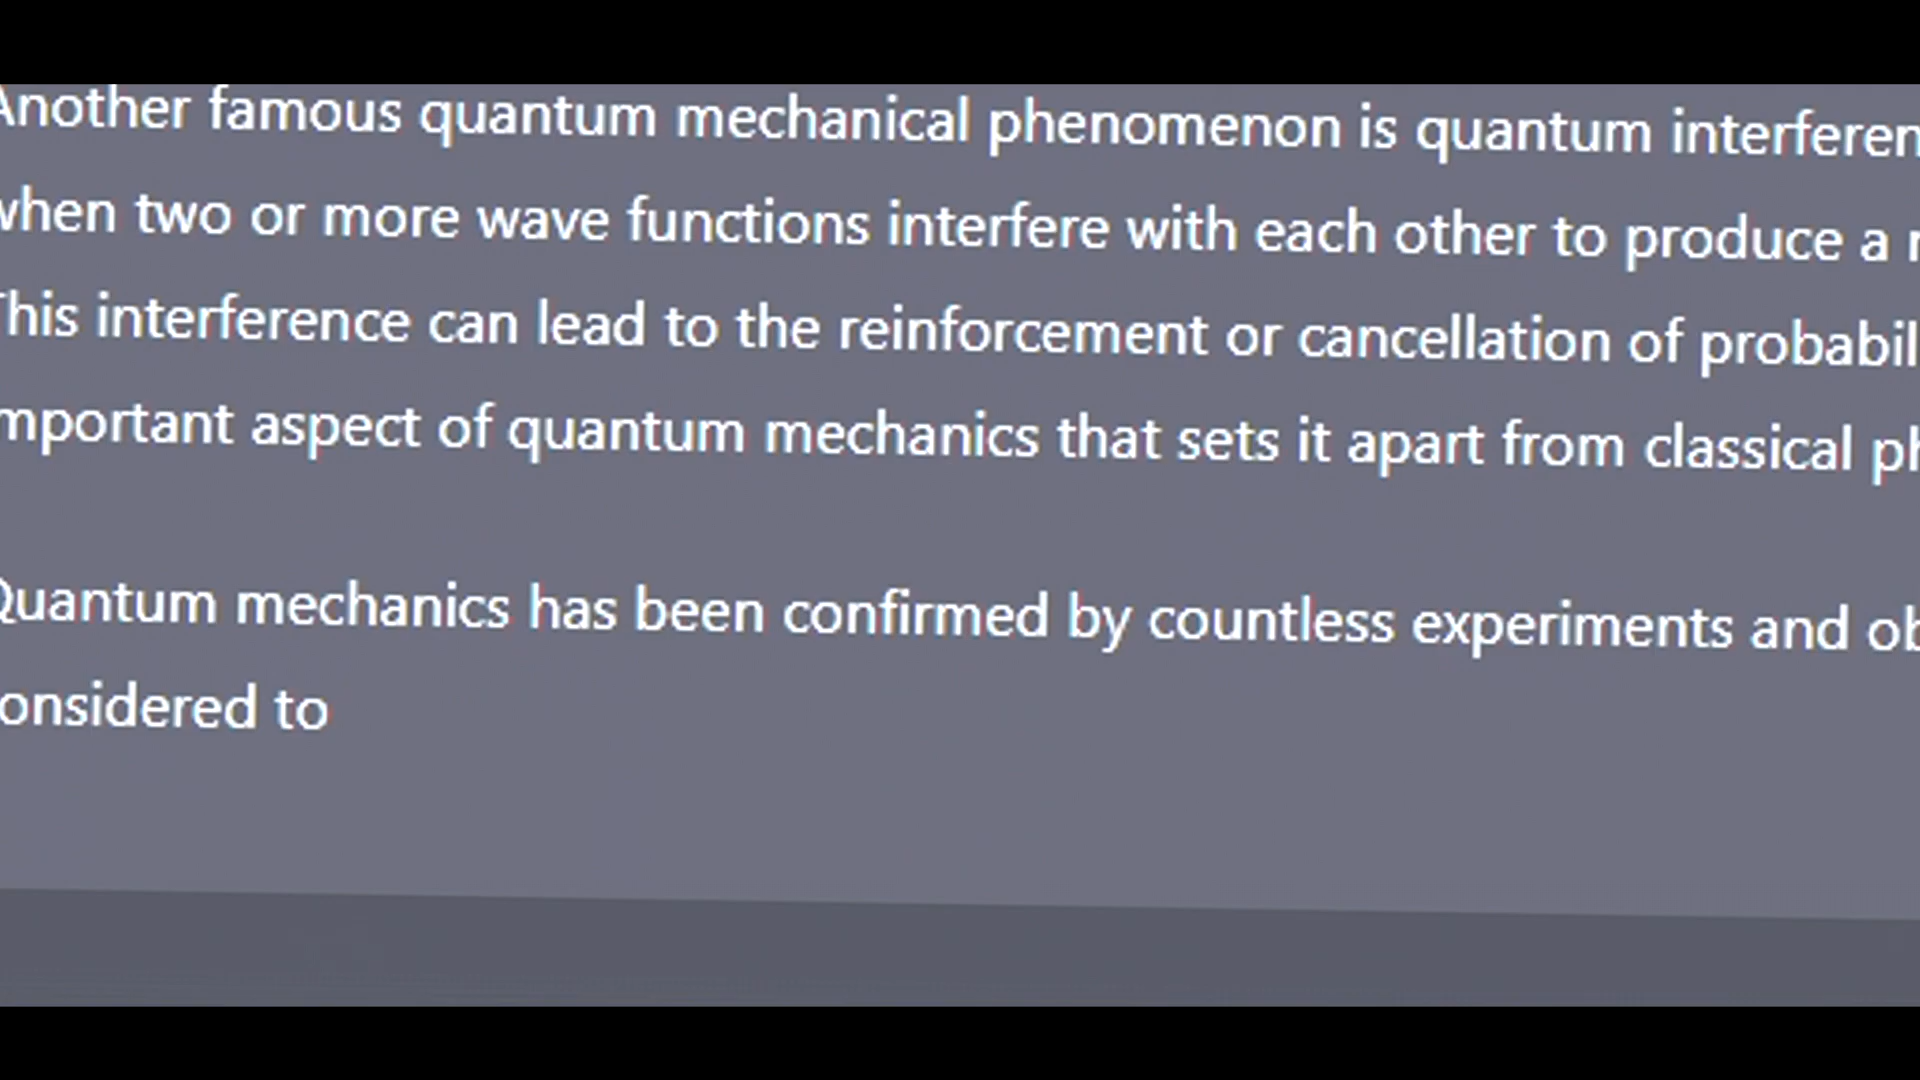 Another famous quantum mechanical phenomenon is quantum interferen
when two or more wave functions interfere with each other to produce a
This interference can lead to the reinforcement or cancellation of probabil
mportant aspect of quantum mechanics that sets it apart from classical ph
Quantum mechanics has been confirmed by countless experiments and ob
onsidered to